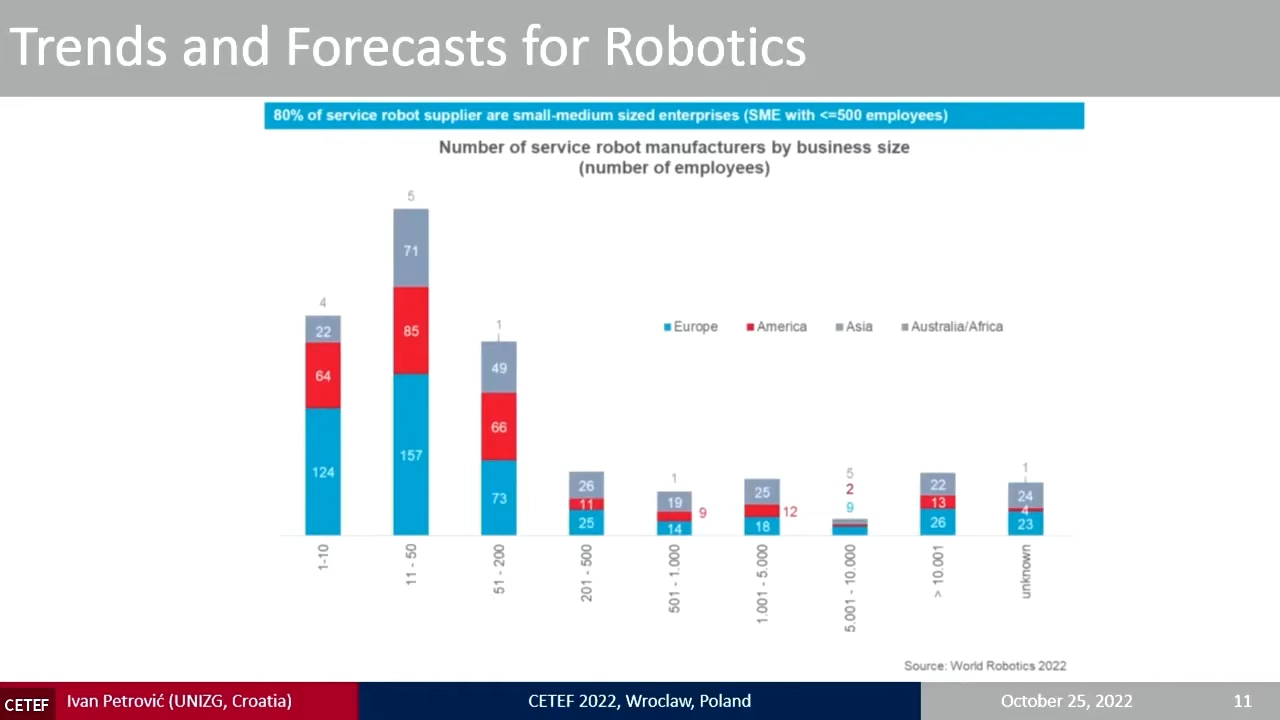 Trends and Forecasts for Robotics
80% of service robot supplier are small-medium sized enterprises (SME with <=500 employees)
Number of service robot manufacturers by business size
(number of employees)
5
71
85
157
4
22
64
124
1
49
66
73
Europe America Asia Australia/Africa
26
11
25
1
19
9
14
25
12
18
5
2
9
22
13
26
1
24
4
23
1-10
11 - 50
51 - 200
201 - 500
501 - 1.000
1.001 - 5.000
5.001 - 10.000
> 10.001
unknown
Source: World Robotics 2022
CETEF Ivan Petrović (UNIZG, Croatia) CETEF 2022, Wroclaw, Poland October 25, 2022 11